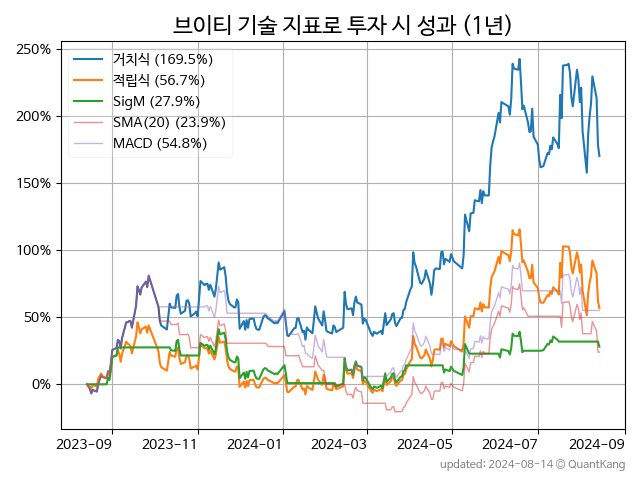 브이티 기술 지표로 투자 시 성과 (1년)
250%
200%
150%
100%
50%
0%
거치식 (169.5%)
적립식 (56.7%)
SigM (27.9%)
SMA(20) (23.9%)
MACD (54.8%)
2023-09
2023-11
2024-01
2024-03
2024-05
2024-07
2024-09
updated: 2024-08-14 © QuantKang